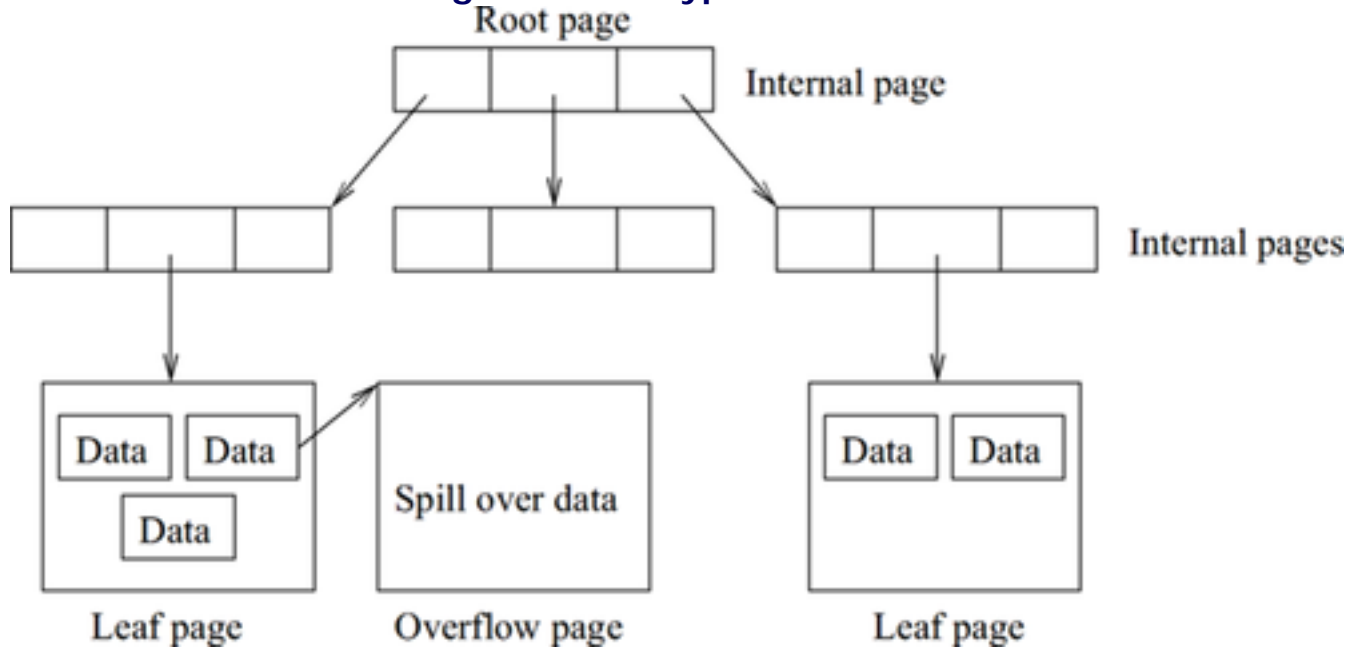 Root page
Internal page
Internal pages
Data Data
Data
Spill over data
Data Data
Leaf page
Overflow page
Leaf page